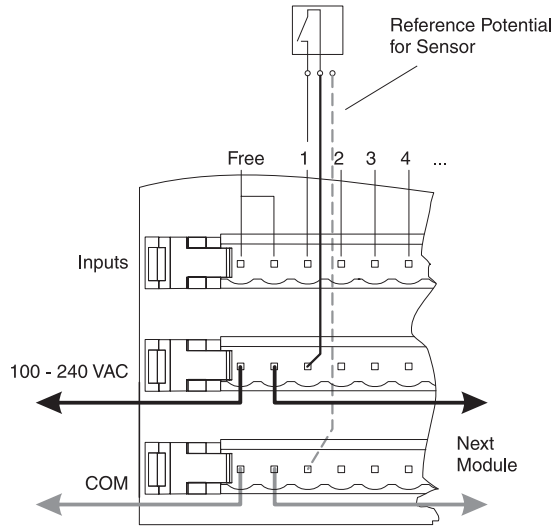 Reference Potential
for Sensor
Free 1 2 3 4 ...
Inputs
100 - 240 VAC
Next
Module
COM